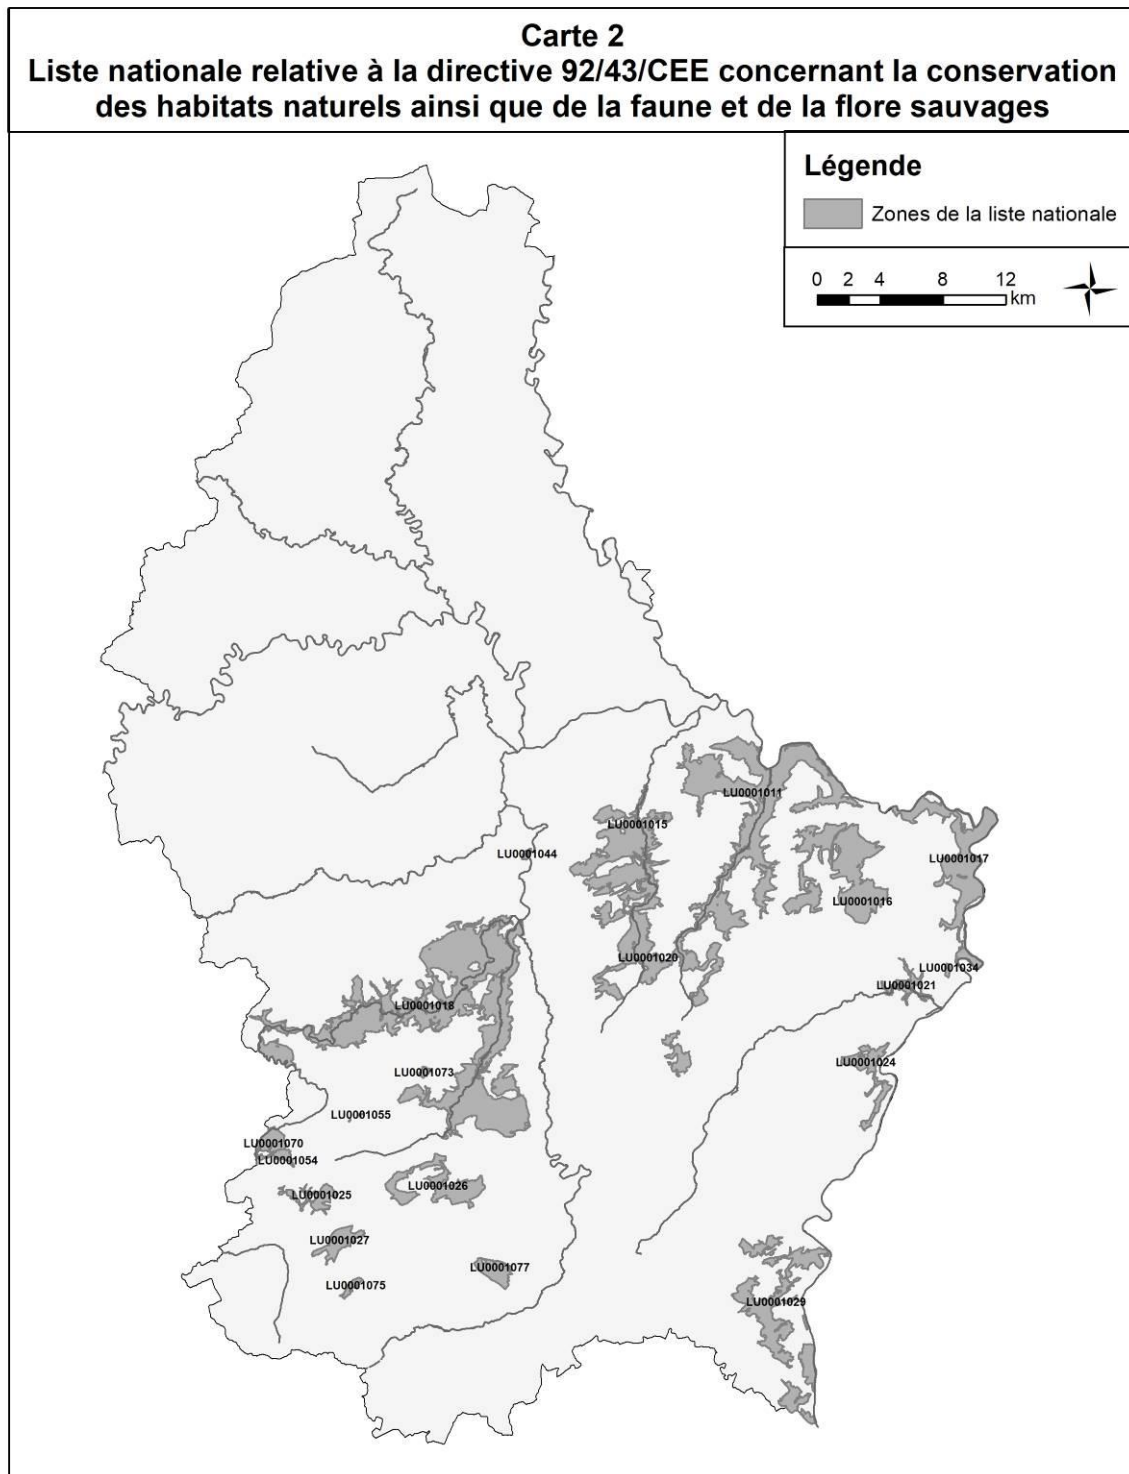 Carte 2
Liste nationale relative à la directive 92/43/CEE concernant la conservation
des habitats naturels ainsi que de la faune et de la flore sauvages
Légende
Zones de la liste nationale
0 2 4 8 12
km
LU0001011
LU0001015
LU0001044
LU0001017
LU0001016
LU0001020
LU0001034
LU0001021
LU0001018
LU0001024
LU0001073
LU0001055
LU0001070
LU0001054
LU0001026
LU0001025
LU0001027
LU0001077
LU0001075
LU0001029